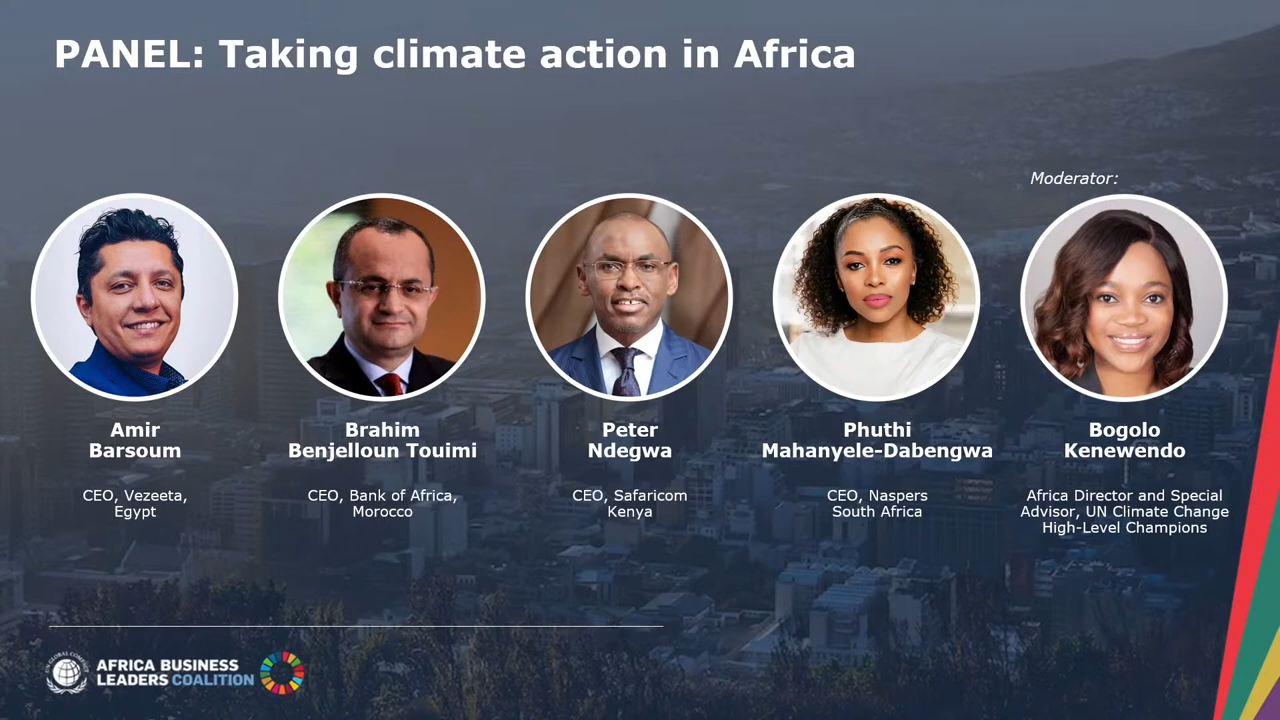 PANEL: Taking climate action in Africa
Moderator:
Amir
Barsoum
CEO, Vezeeta,
Egypt
Brahim
Benjelloun Touimi
CEO, Bank of Africa,
Morocco
Peter
Ndegwa
CEO, Safaricom
Kenya
Phuthi
Mahanyele-Dabengwa
CEO, Naspers
South Africa
Bogolo
Kenewendo
Africa Director and Special
Advisor, UN Climate Change
High-Level Champions
AFRICA BUSINESS
LEADERS COALITION